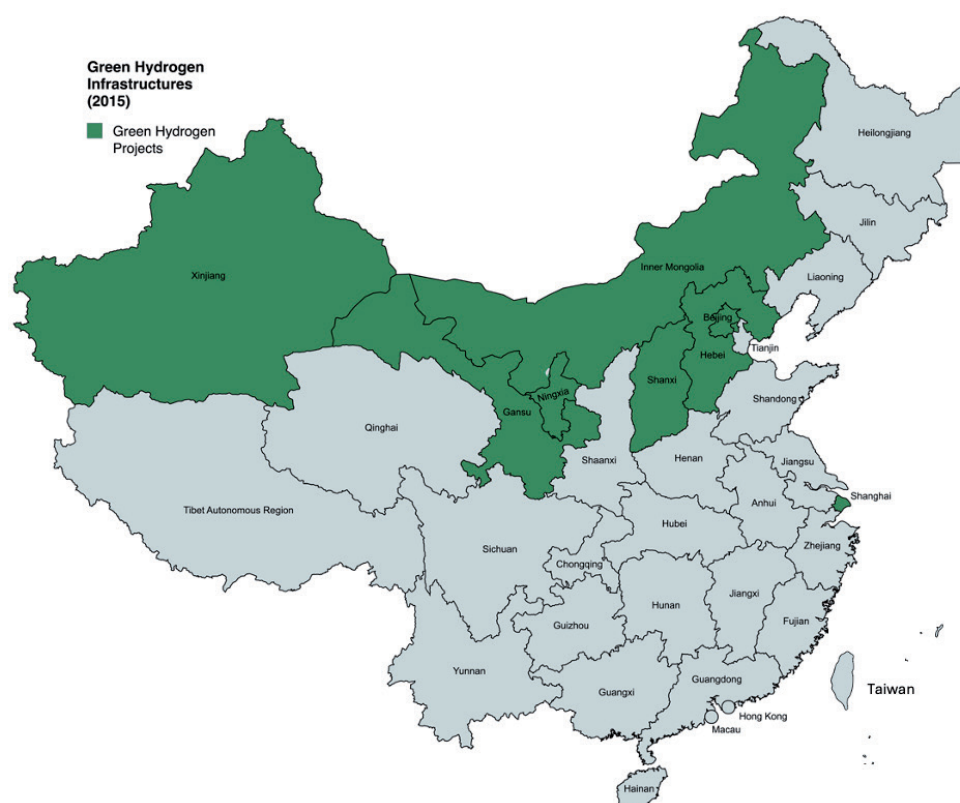 Green Hydrogen
Infrastructures
(2015)
Green Hydrogen
Projects
Heilongjiang
Jilin
Liaoning
Xinjiang
Inner Mongolia
Beijing
Tianjin
Hebei
Shanxi
Ningxia
Gansu
Shandong
Qinghai
Shaanxi
Henan
Jiangsu
Shanghai
Anhui
Tibet Autonomous Region
Hubei
Zhejiang
Sichuan
Chongqing
Jiangxi
Hunan
Fujian
Guizhou
Yunnan
Guangxi
Guangdong
Taiwan
Hong Kong
Macau
Hainan